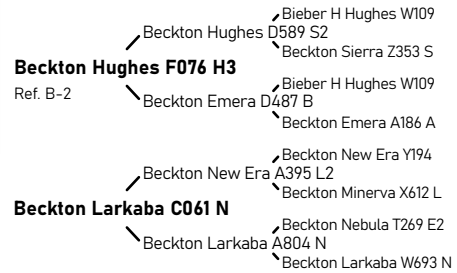 Bieber H Hughes W109
Beckton Hughes D589 S2
Beckton Sierra Z353 S
Beckton Hughes F076 H3
Ref. B-2
Bieber H Hughes W109
Beckton Emera D487 B
Beckton Emera A186 A
Beckton New Era Y194
Beckton New Era A395 L2
Beckton Minerva X612 L
Beckton Larkaba C061 N
Beckton Nebula T269 E2
Beckton Larkaba A804 N
Beckton Larkaba W693 N